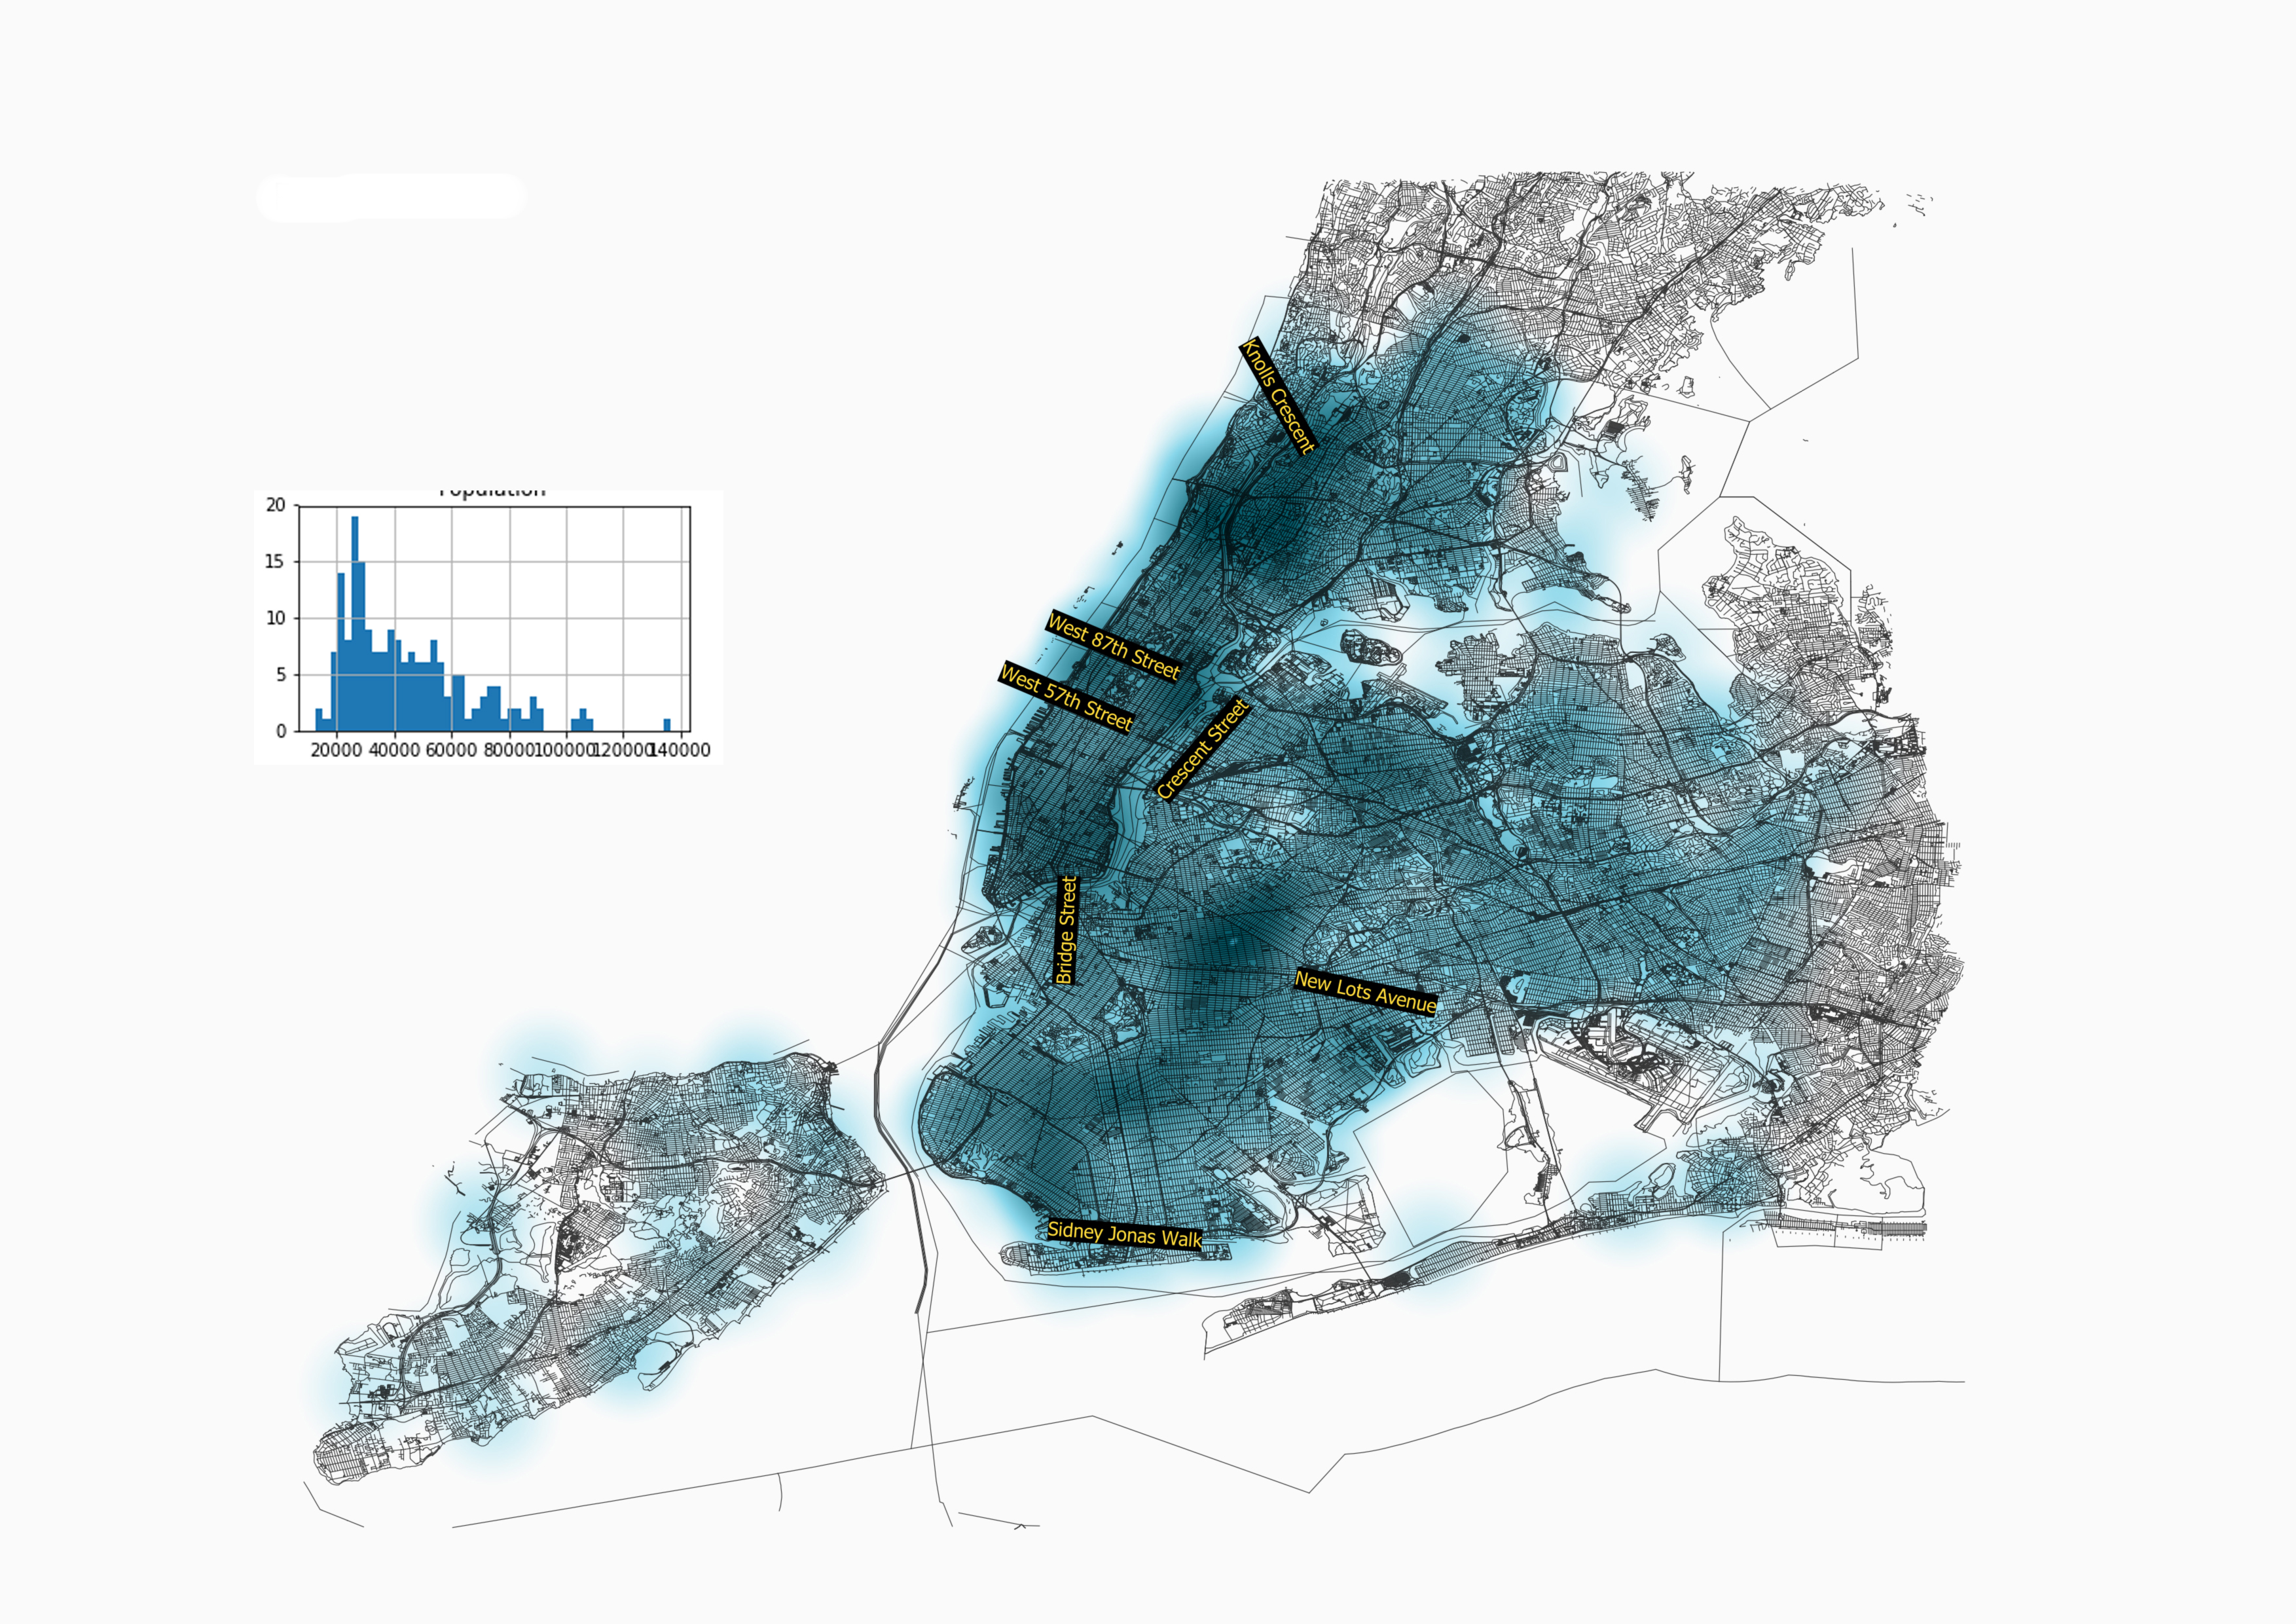 Knolls Crescent
Population
20
15
10
5
0
20000 40000 60000 80000 100000 120000 140000
West 87th Street
West 57th Street
Crescent Street
Bridge Street
New Lots Avenue
Sidney Jonas Walk